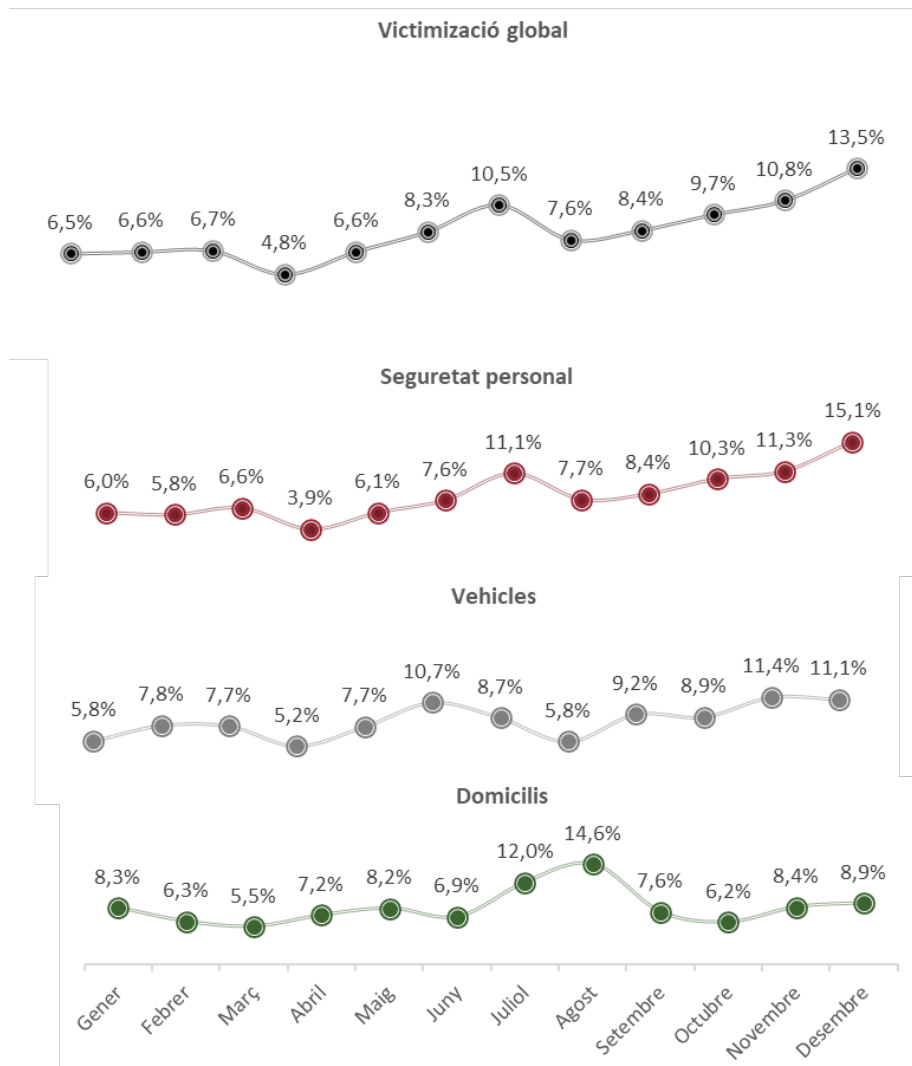 Victimització global
6,5% 6,6% 6,7% 4,8% 6,6% 8,3% 10,5% 7,6% 8,4% 9,7% 10,8% 13,5%
Seguretat personal
6,0% 5,8% 6,6% 3,9% 6,1% 7,6% 11,1% 7,7% 8,4% 10,3% 11,3% 15,1%
Vehicles
5,8% 7,8% 7,7% 5,2% 7,7% 10,7% 8,7% 5,8% 9,2% 8,9% 11,4% 11,1%
Domicilis
8,3% 6,3% 5,5% 7,2% 8,2% 6,9% 12,0% 14,6% 7,6% 6,2% 8,4% 8,9%
Gener Febrer Març Abril Maig Juny Juliol Agost Setembre Octubre Novembre Desembre